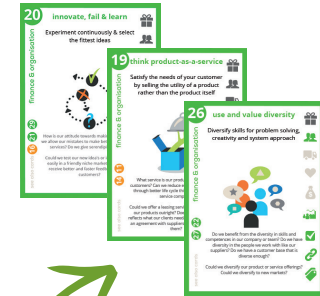 20
innovate, fail & learn
Experiment continuously & select
the fittest ideas
finance & organisation
How is our attitude towards
we allow our mistakes to make
services? Do we give
Could we test our new ideas
easily in a friendly niche
receive better and faster
customers?
19
think product-as-a-service
Satisfy the needs of your customer
by selling the utility of a product
rather than the product itself
finance & organisation
What service is our
customers? Can we reduce
through better life cycle
service
Could we offer a leasing
products outright? Does
reflects what our clients need
an agreement with
them?
26
use and value diversity
Diversify skills for problem solving,
creativity and system approach
finance & organisation
Do we benefit from the diversity in skills and
competences in our company or team? Do we have
diversity in the people we work with like our
suppliers? Do we have a customer base that is
diverse enough?
Could we diversify our product or service offerings?
Could we diversify to new markets?